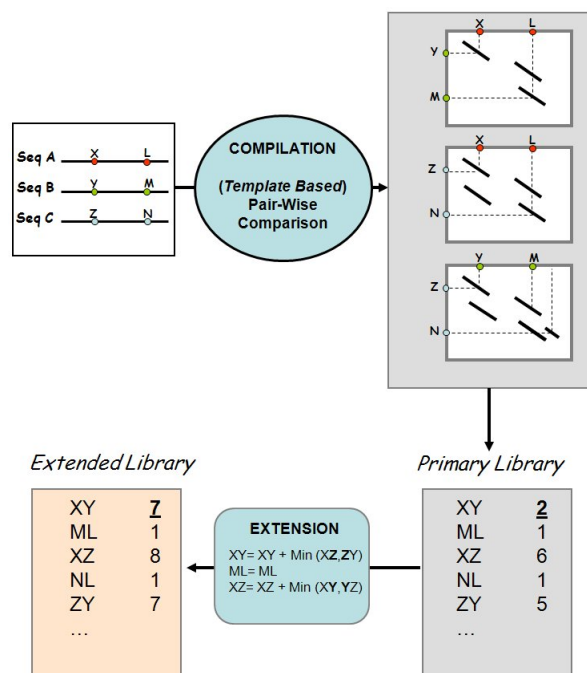 X L
Y
M
X L
Z
N
Y M
Z
N
X L
Seq A
Y M
Seq B
Z N
Seq C
COMPILATION
(Template Based)
Pair-Wise
Comparison
Extended Library
Primary Library
XY 7
ML 1
XZ 8
NL 1
ZY 7
...
EXTENSION
XY= XY + Min (XZ,ZY)
ML= ML
XZ= XZ + Min (XY,YZ)
XY 2
ML 1
XZ 6
NL 1
ZY 5
...